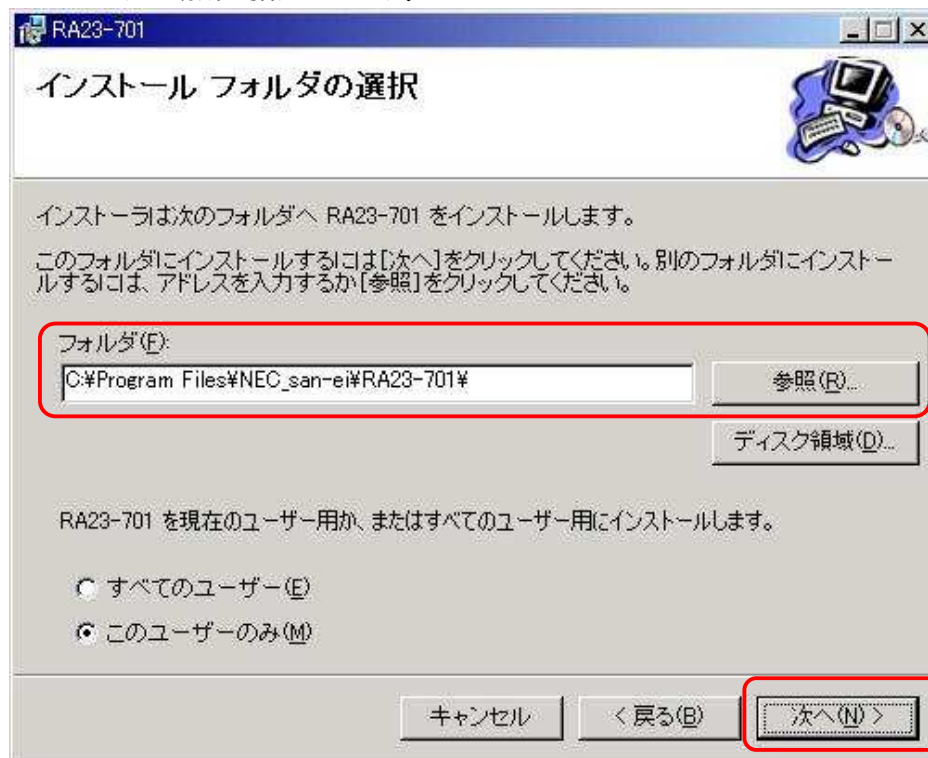 RA23-701
インストール フォルダの選択
インストーラは次のフォルダへ RA23-701 をインストールします。
このフォルダにインストールするには[次へ]をクリックしてください。別のフォルダにインストー
ルするには、アドレスを入力するか[参照]をクリックしてください。
フォルダ(F):
C:¥Program Files¥NEC_san-ei¥RA23-701¥
参照(R)...
ディスク領域(D)...
RA23-701 を現在のユーザー用か、またはすべてのユーザー用にインストールします。
すべてのユーザー(E)
このユーザーのみ(M)
キャンセル
< 戻る(B)
次へ(N) >